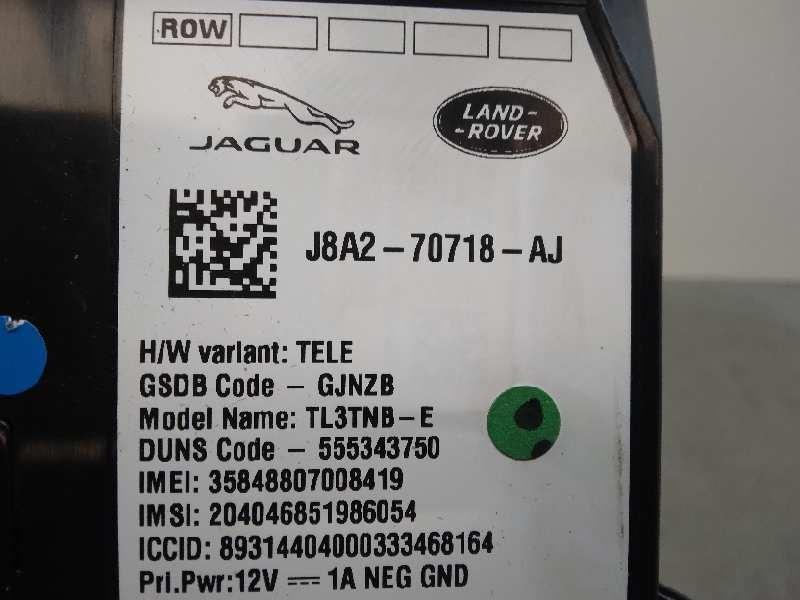 ROW
JAGUAR
LAND-
-ROVER
J8A2-70718-AJ
H/W variant: TELE
GSDB Code - GJNZB
Model Name: TL3TNB-E
DUNS Code - 555343750
IMEI: 35848807008419
IMSI: 204046851986054
ICCID: 89314404000333468164
Pri.Pwr:12V ⎓ 1A NEG GND